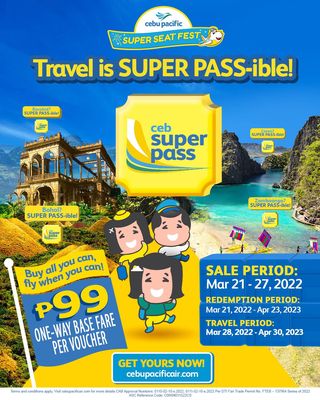 cebu pacific
SUPER SEAT FEST
Travel is SUPER PASS-ible!
ceb
super
pass
SUPER PASS-ible!
SUPER PASS-ible!
Bohol?
SUPER PASS-ible!
Zamboanga?
SUPER PASS-ible!
Buy all you can,
fly when you can!
₱99
ONE-WAY BASE FARE
PER VOUCHER
SALE PERIOD:
Mar 21 - 27, 2022
REDEMPTION PERIOD:
Mar 21, 2022 - Apr 23, 2023
TRAVEL PERIOD:
Mar 28, 2022 - Apr 30, 2023
GET YOURS NOW!
cebupacificair.com